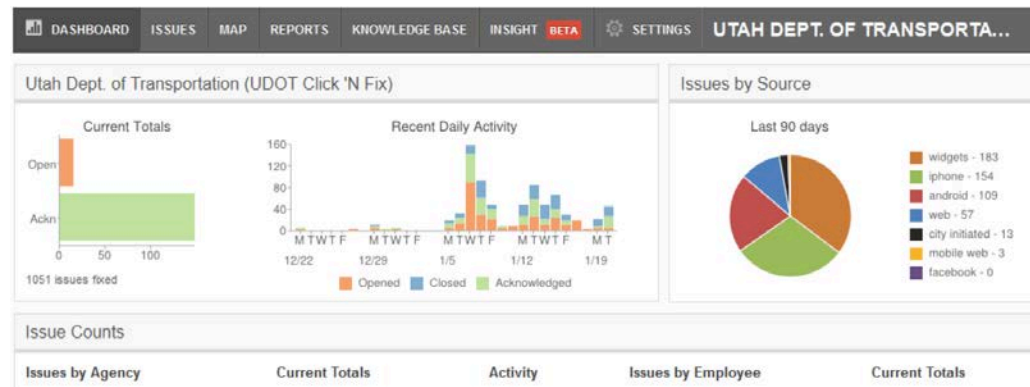 DASHBOARD ISSUES MAP REPORTS KNOWLEDGE BASE INSIGHT BETA SETTINGS UTAH DEPT. OF TRANSPORTA...
Utah Dept. of Transportation (UDOT Click 'N Fix)
Current Totals
Open
Ackn
0 50 100
1051 issues fixed
Recent Daily Activity
160
120
80
40
0
M T W T F M T W T F M T W T F M T W T F M T
12/22 12/29 1/5 1/12 1/19
Opened Closed Acknowledged
Issues by Source
Last 90 days
widgets - 183
iphone - 154
android - 109
web - 57
city initiated - 13
mobile web - 3
facebook - 0
Issue Counts
Issues by Agency Current Totals Activity Issues by Employee Current Totals